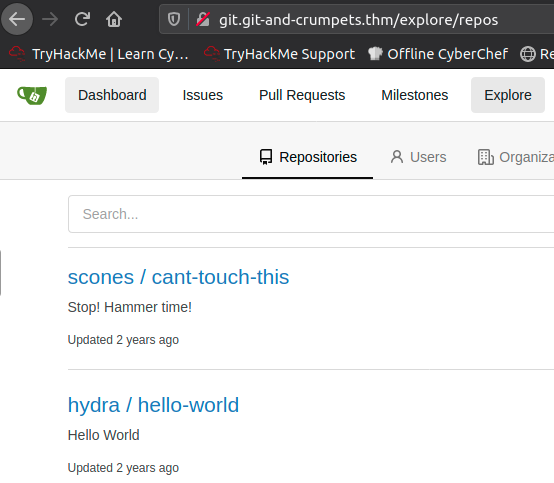 git.git-and-crumpets.thm/explore/repos
TryHackMe | Learn Cy… TryHackMe Support Offline CyberChef Re
Dashboard Issues Pull Requests Milestones Explore
Repositories Users Organiza
Search...
scones / cant-touch-this
Stop! Hammer time!
Updated 2 years ago
hydra / hello-world
Hello World
Updated 2 years ago